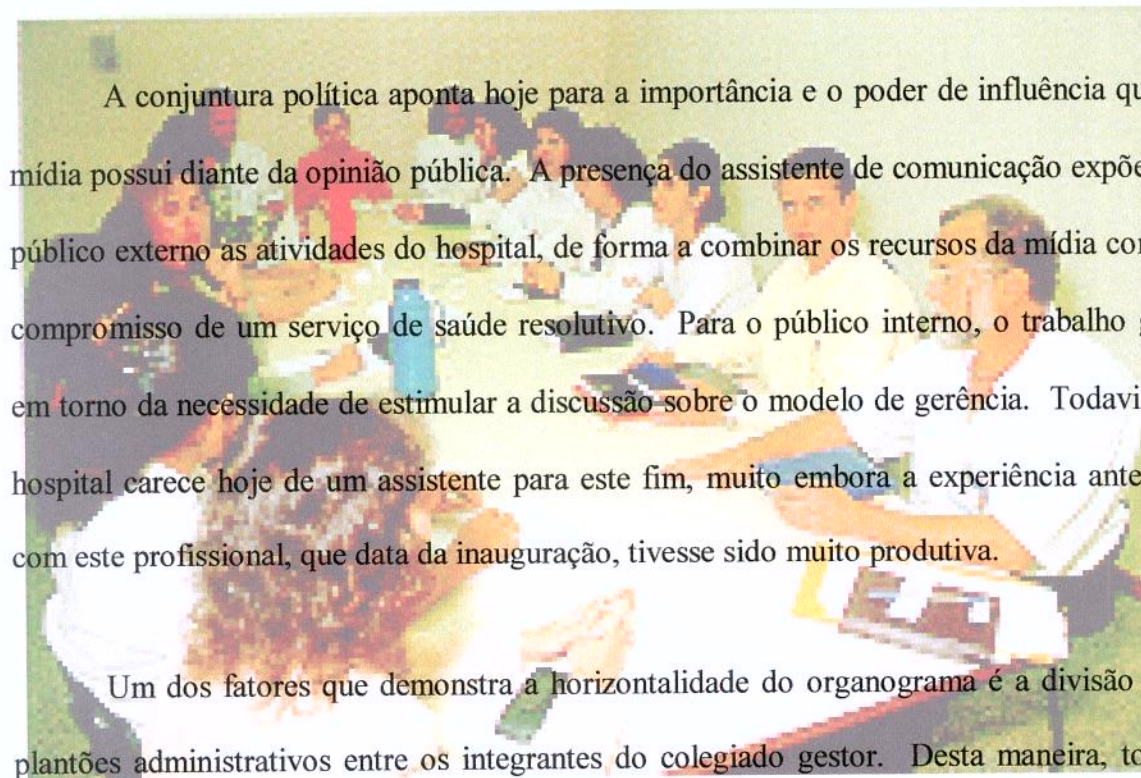 A conjuntura política aponta hoje para a importância e o poder de influência qu
mídia possui diante da opinião pública. A presença do assistente de comunicação expõe
público externo as atividades do hospital, de forma a combinar os recursos da mídia com
compromisso de um serviço de saúde resolutivo. Para o público interno, o trabalho
em torno da necessidade de estimular a discussão sobre o modelo de gerência. Todavi
hospital carece hoje de um assistente para este fim, muito embora a experiência ante
com este profissional, que data da inauguração, tivesse sido muito produtiva.
Um dos fatores que demonstra a horizontalidade do organograma é a divisão
plantões administrativos entre os integrantes do colegiado gestor. Desta maneira, to